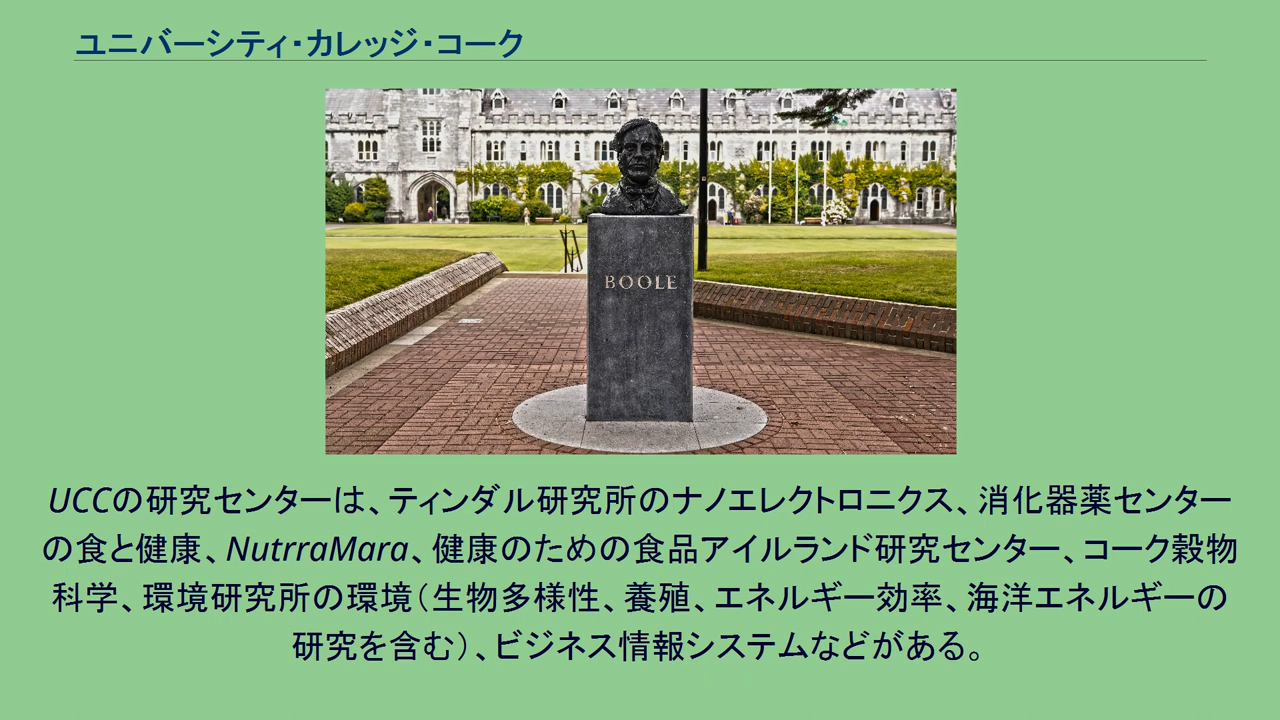 ユニバーシティ・カレッジ・コーク
BOOLE
UCCの研究センターは、ティンダル研究所のナノエレクトロニクス、消化器薬センター
の食と健康、NutrraMara、健康のための食品アイルランド研究センター、コーク穀物
科学、環境研究所の環境（生物多様性、養殖、エネルギー効率、海洋エネルギーの
研究を含む）、ビジネス情報システムなどがある。